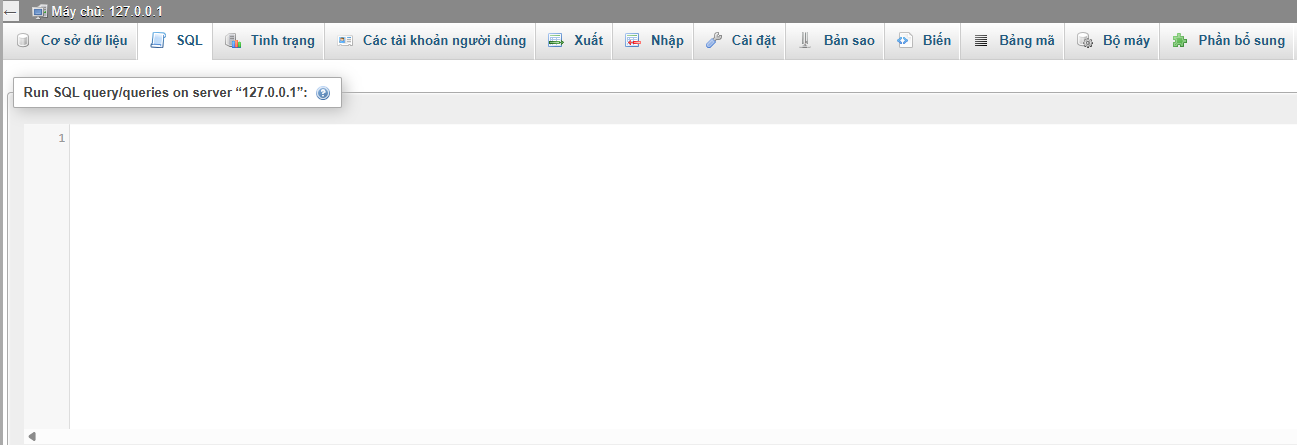 Máy chủ: 127.0.0.1
Cơ sở dữ liệu SQL Tình trạng Các tài khoản người dùng Xuất Nhập Cài đặt Bản sao Biến Bảng mã Bộ máy Phần bổ sung
Run SQL query/queries on server “127.0.0.1”:
1